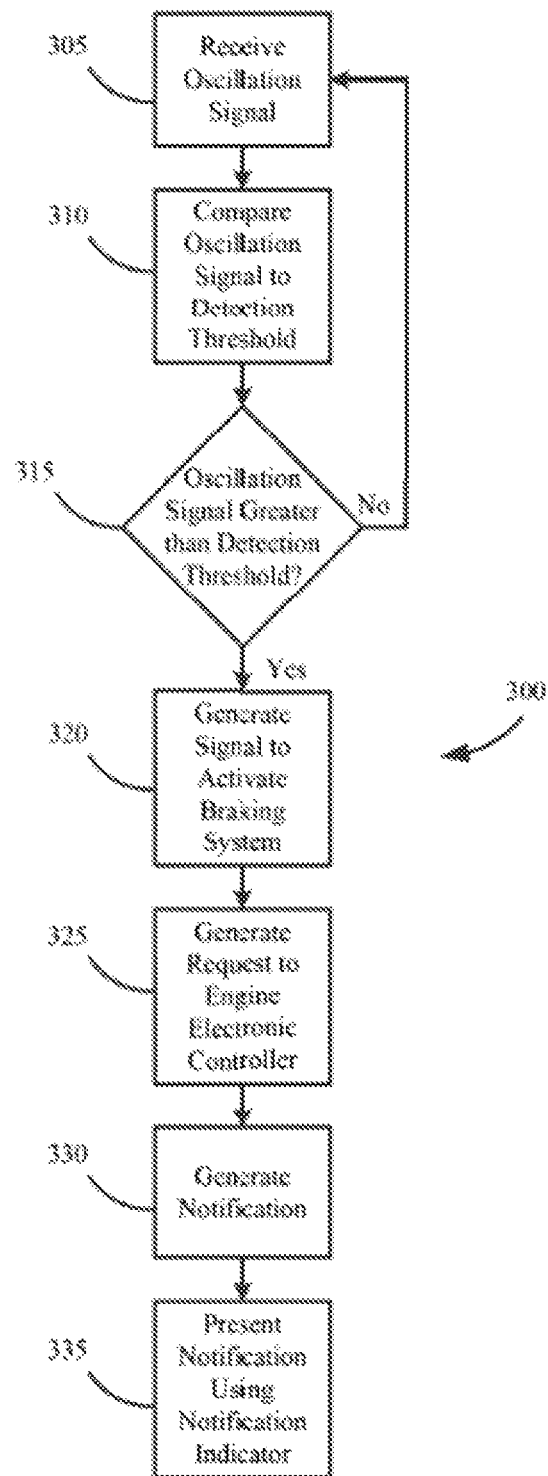 305
Receive
Oscillation
Signal
310
Compare
Oscillation
Signal to
Detection
Threshold
315
Oscillation
Signal Greater
than Detection
Threshold?
No
Yes
300
320
Generate
Signal to
Activate
Braking
System
325
Generate
Request to
Engine
Electronic
Controller
330
Generate
Notification
335
Present
Notification
Using
Notification
Indicator